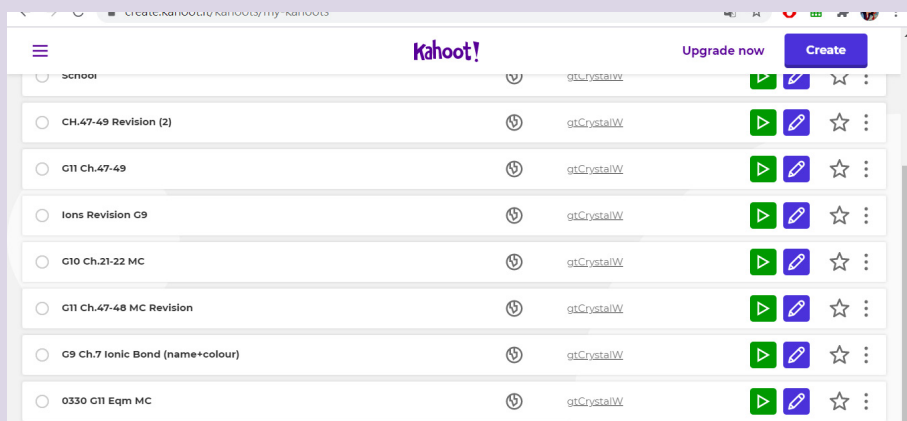 create.kahoot.it/kahoots/my-kahoots
Kahoot!
Upgrade now
Create
School gtCrystalW
CH.47-49 Revision (2) gtCrystalW
G11 Ch.47-49 gtCrystalW
Ions Revision G9 gtCrystalW
G10 Ch.21-22 MC gtCrystalW
G11 Ch.47-48 MC Revision gtCrystalW
G9 Ch.7 Ionic Bond (name+colour) gtCrystalW
0330 G11 Eqm MC gtCrystalW